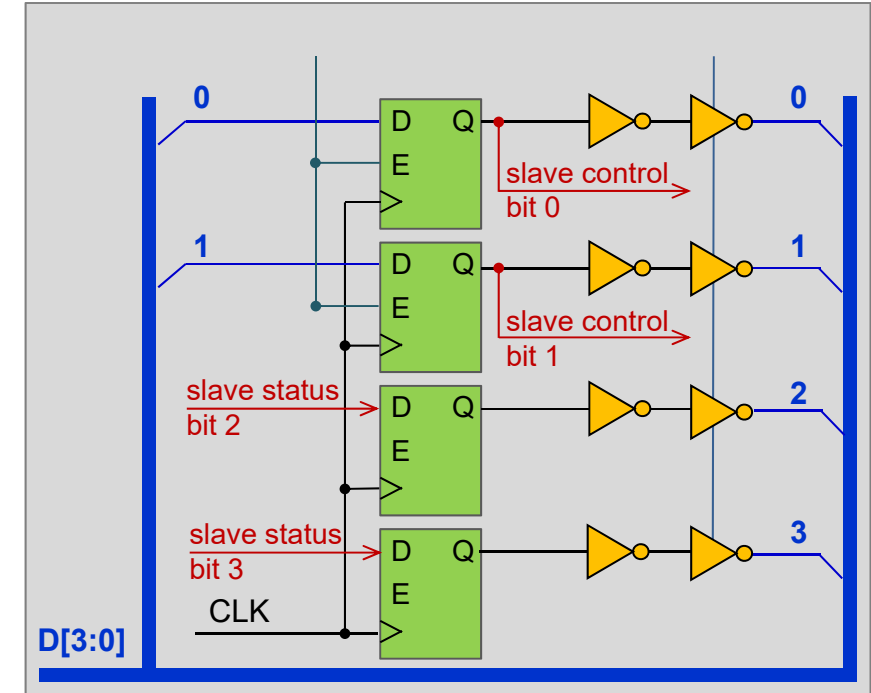 0
0
D Q
E
slave control
bit 0
1
1
D Q
E
slave control
bit 1
slave status
bit 2
D Q
E
2
slave status
bit 3
D Q
E
3
CLK
D[3:0]